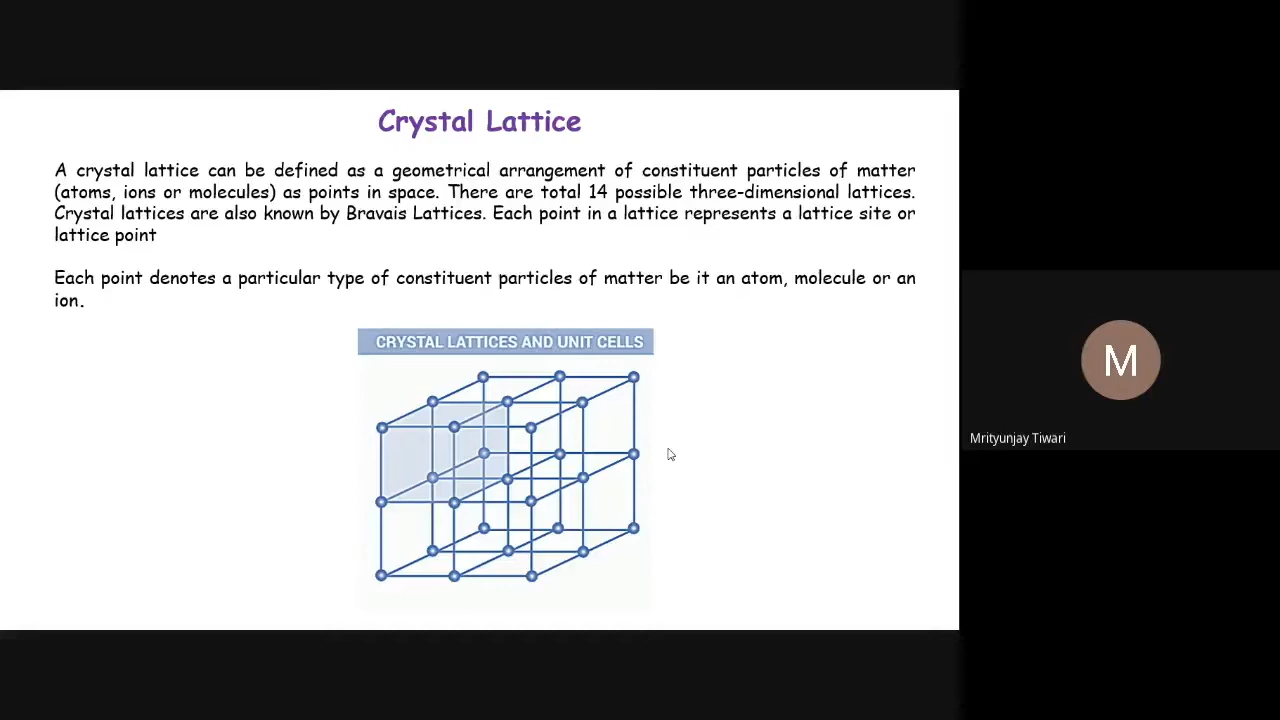 Crystal Lattice
A crystal lattice can be defined as a geometrical arrangement of constituent particles of matter
(atoms, ions or molecules) as points in space. There are total 14 possible three-dimensional lattices.
Crystal lattices are also known by Bravais Lattices. Each point in a lattice represents a lattice site or
lattice point
Each point denotes a particular type of constituent particles of matter be it an atom, molecule or an
ion.
CRYSTAL LATTICES AND UNIT CELLS
M
Mrityunjay Tiwari